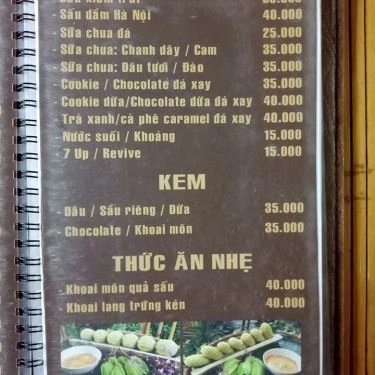 - Sấu dầm Hà Nội 40.000
- Sữa chua đá 25.000
- Sữa chua: Chanh dây / Cam 35.000
- Sữa chua: Dâu tươi / Đào 35.000
- Cookie / Chocolate đá xay 35.000
- Cookie dừa/Chocolate dừa đá xay 40.000
- Trà xanh/cà phê caramel đá xay 40.000
- Nước suối / Khoáng 15.000
- 7 Up / Revive 15.000
KEM
- Dâu / Sầu riêng / Dừa 35.000
- Chocolate / Khoai môn 35.000
THỨC ĂN NHẸ
- Khoai môn quả sấu 40.000
- Khoai lang trứng kén 40.000